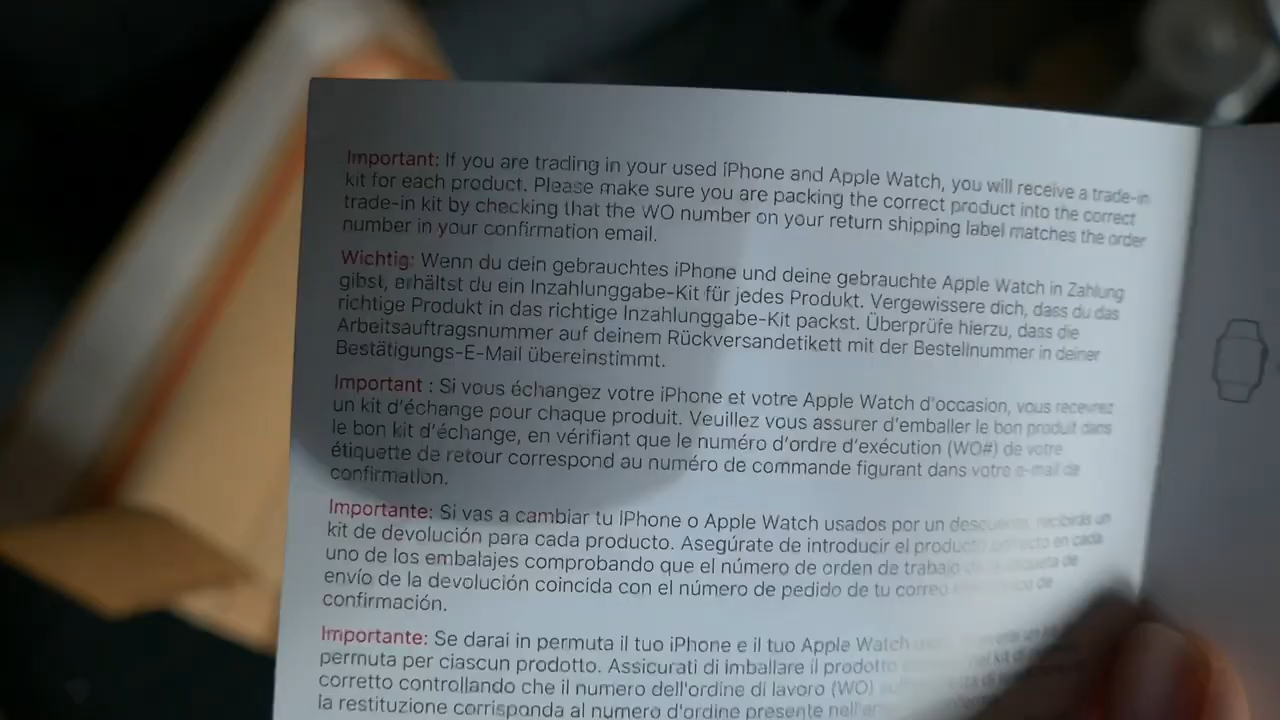 Important: If you are trading in your used iPhone and Apple Watch, you will receive a trade-in
kit for each product. Please make sure you are packing the correct product into the correct
trade-in kit by checking that the WO number on your return shipping label matches the order
number in your confirmation email.
Wichtig: Wenn du dein gebrauchtes iPhone und deine gebrauchte Apple Watch in Zahlung
gibst, erhältst du ein Inzahlunggabe-Kit für jedes Produkt. Vergewissere dich, dass du das
richtige Produkt in das richtige Inzahlunggabe-Kit packst. Überprüfe hierzu, dass die
Arbeitsauftragsnummer auf deinem Rückversandetikett mit der Bestellnummer in deiner
Bestätigungs-E-Mail übereinstimmt.
Important : Si vous échangez votre iPhone et votre Apple Watch d'occasion, vous recevrez
un kit d'échange pour chaque produit. Veuillez vous assurer d'emballer le bon produit dans
le bon kit d'échange, en vérifiant que le numéro d'ordre d'exécution (WO#) de votre
étiquette de retour correspond au numéro de commande figurant dans votre e-mail de
confirmation.
Importante: Si vas a cambiar tu iPhone o Apple Watch usados por un descuento, recibirás un
kit de devolución para cada producto. Asegúrate de introducir el producto correcto en cada
uno de los embalajes comprobando que el número de orden de trabajo de la etiqueta de
envío de la devolución coincida con el número de pedido de tu correo de
confirmación.
Importante: Se darai in permuta il tuo iPhone e il tuo Apple Watch
permuta per ciascun prodotto. Assicurati di imballare il prodotto
corretto controllando che il numero dell'ordine di lavoro (WO)
la restituzione corrisponda al numero d'ordine presente